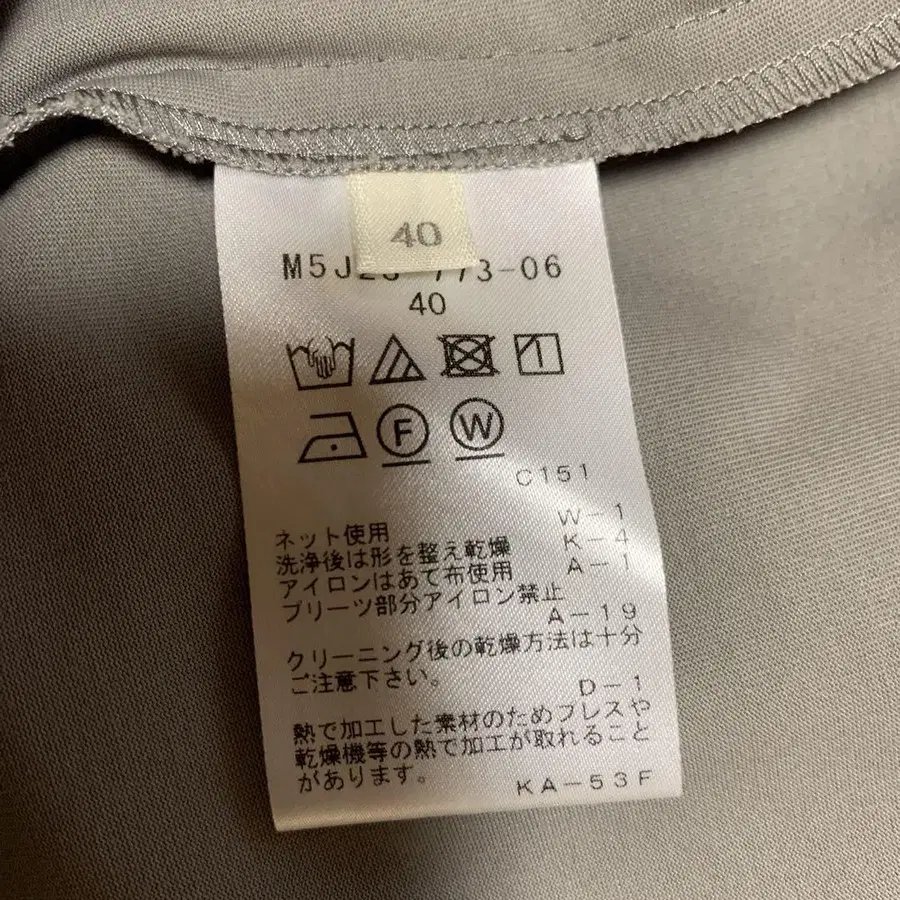 40
M5J23-773-06
40
1
F W
C151
ネット使用 W-1
洗浄後は形を整え乾燥 K-4
アイロンはあて布使用 A-1
プリーツ部分アイロン禁止
A-19
クリーニング後の乾燥方法は十分
ご注意下さい。
D-1
熱で加工した素材のためプレスや
乾燥機等の熱で加工が取れること
があります。
KA-53F